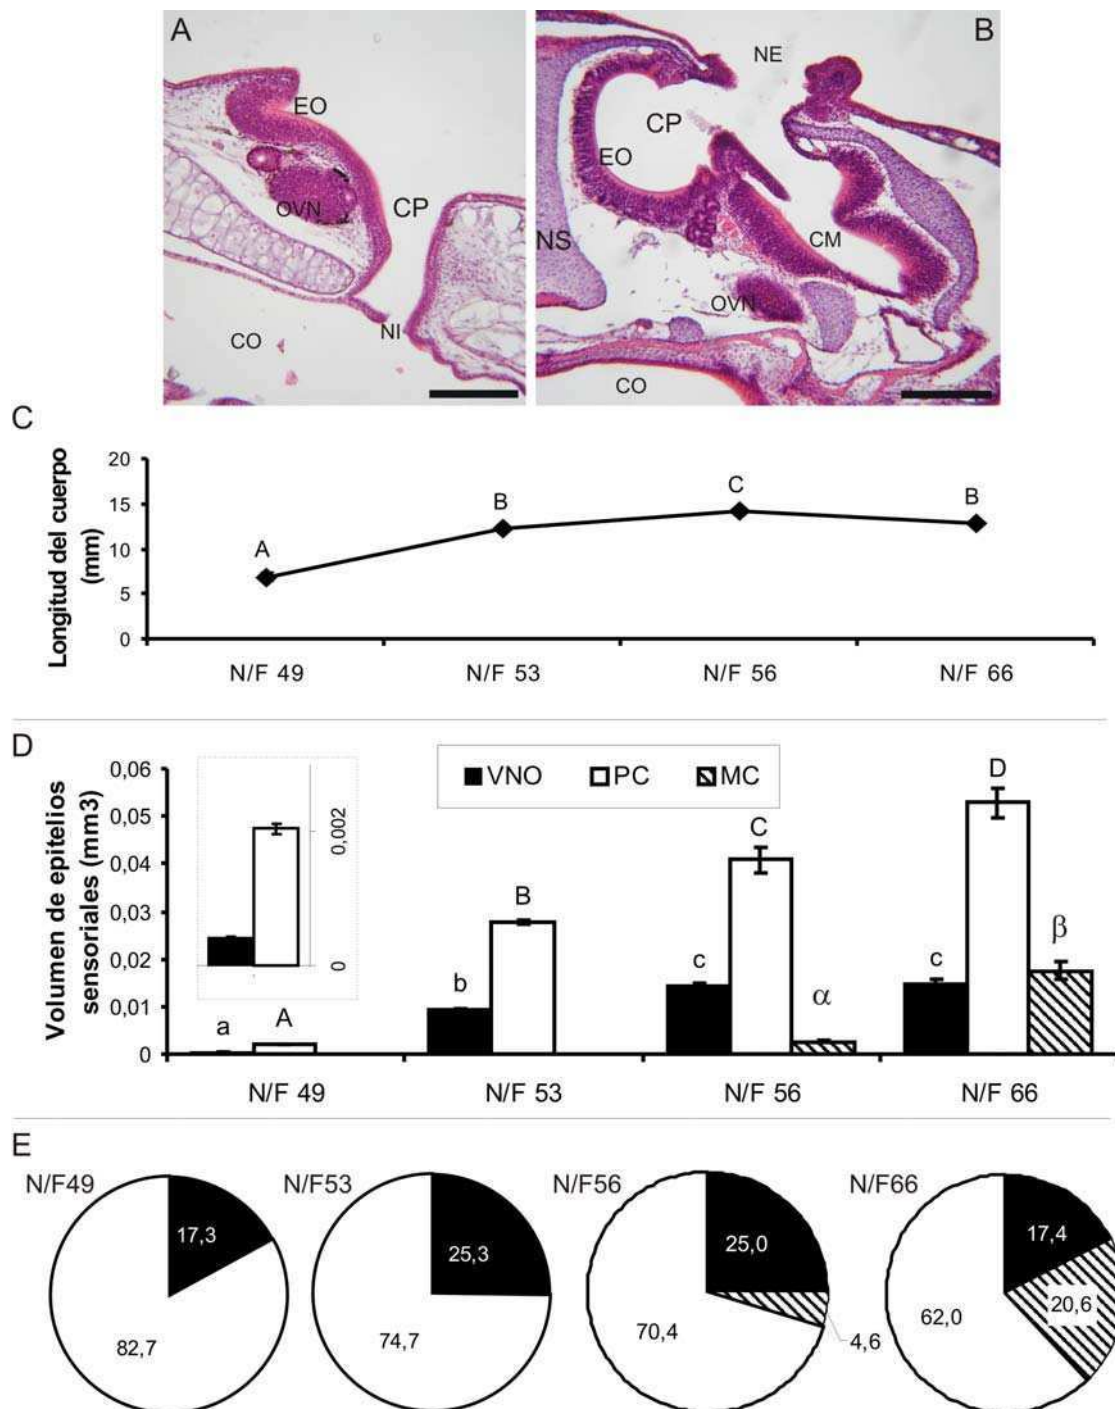 A
EO
OVN
CP
NI
CO
B
NE
CP
EO
NS
CM
OVN
CO
C
Longitud del cuerpo
(mm)
20
15
10
5
0
A
B
C
B
N/F 49
N/F 53
N/F 56
N/F 66
D
Volumen de epitelios
sensoriales (mm3)
0,06
0,05
0,04
0,03
0,02
0,01
0
0,002
0
VNO
PC
MC
a
A
b
B
c
C
α
c
D
β
N/F 49
N/F 53
N/F 56
N/F 66
E
N/F49
17,3
82,7
N/F53
25,3
74,7
N/F56
25,0
70,4
4,6
N/F66
17,4
20,6
62,0